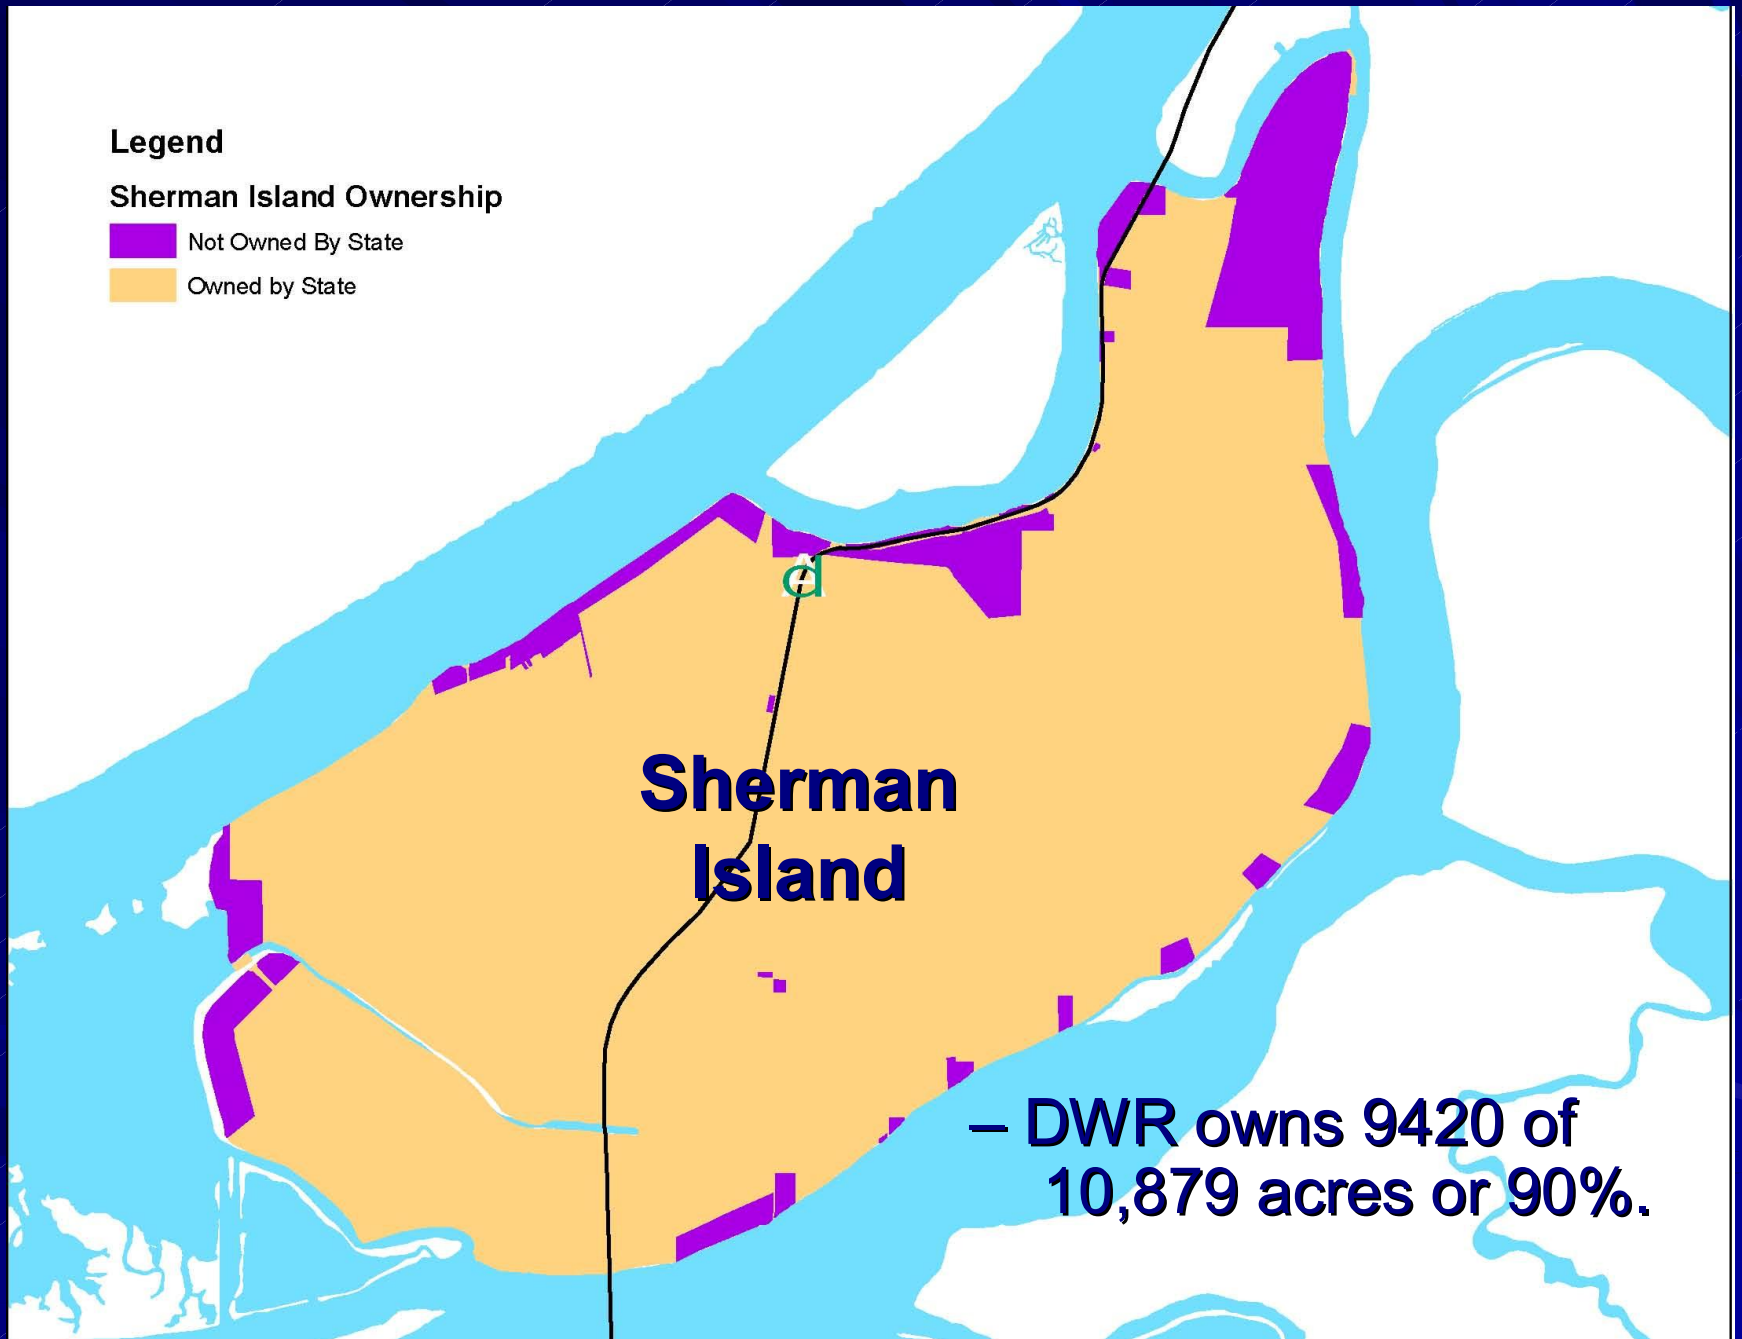 Legend
Sherman Island Ownership
Not Owned By State
Owned by State
A
d
Sherman
Island
– DWR owns 9420 of
10,879 acres or 90%.